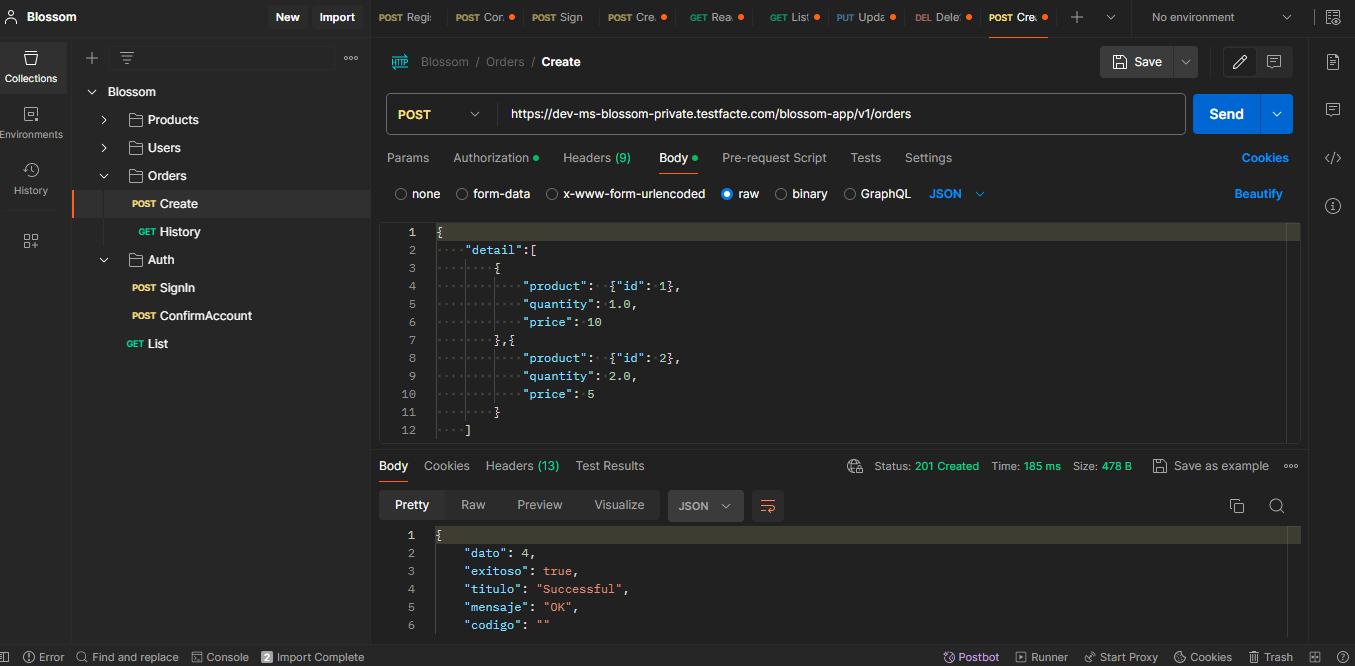 Blossom
New
Import
POST Regi
POST Con
POST Sign
POST Cre
GET Rea
GET List
PUT Upda
DEL Delet
POST Cre
No environment
Collections
Environments
History
Blossom
Products
Users
Orders
POST Create
GET History
Auth
POST SignIn
POST ConfirmAccount
GET List
HTTP
Blossom / Orders / Create
Save
POST
https://dev-ms-blossom-private.testfacte.com/blossom-app/v1/orders
Send
Params Authorization Headers (9) Body Pre-request Script Tests Settings Cookies
none form-data x-www-form-urlencoded raw binary GraphQL JSON Beautify
1 {
2 "detail":[
3 {
4 "product": {"id": 1},
5 "quantity": 1.0,
6 "price": 10
7 },{
8 "product": {"id": 2},
9 "quantity": 2.0,
10 "price": 5
11 }
12 ]
Body Cookies Headers (13) Test Results Status: 201 Created Time: 185 ms Size: 478 B Save as example
Pretty Raw Preview Visualize JSON
1 {
2 "dato": 4,
3 "exitoso": true,
4 "titulo": "Successful",
5 "mensaje": "OK",
6 "codigo": ""
Error Find and replace Console 2 Import Complete Postbot Runner Start Proxy Cookies Trash